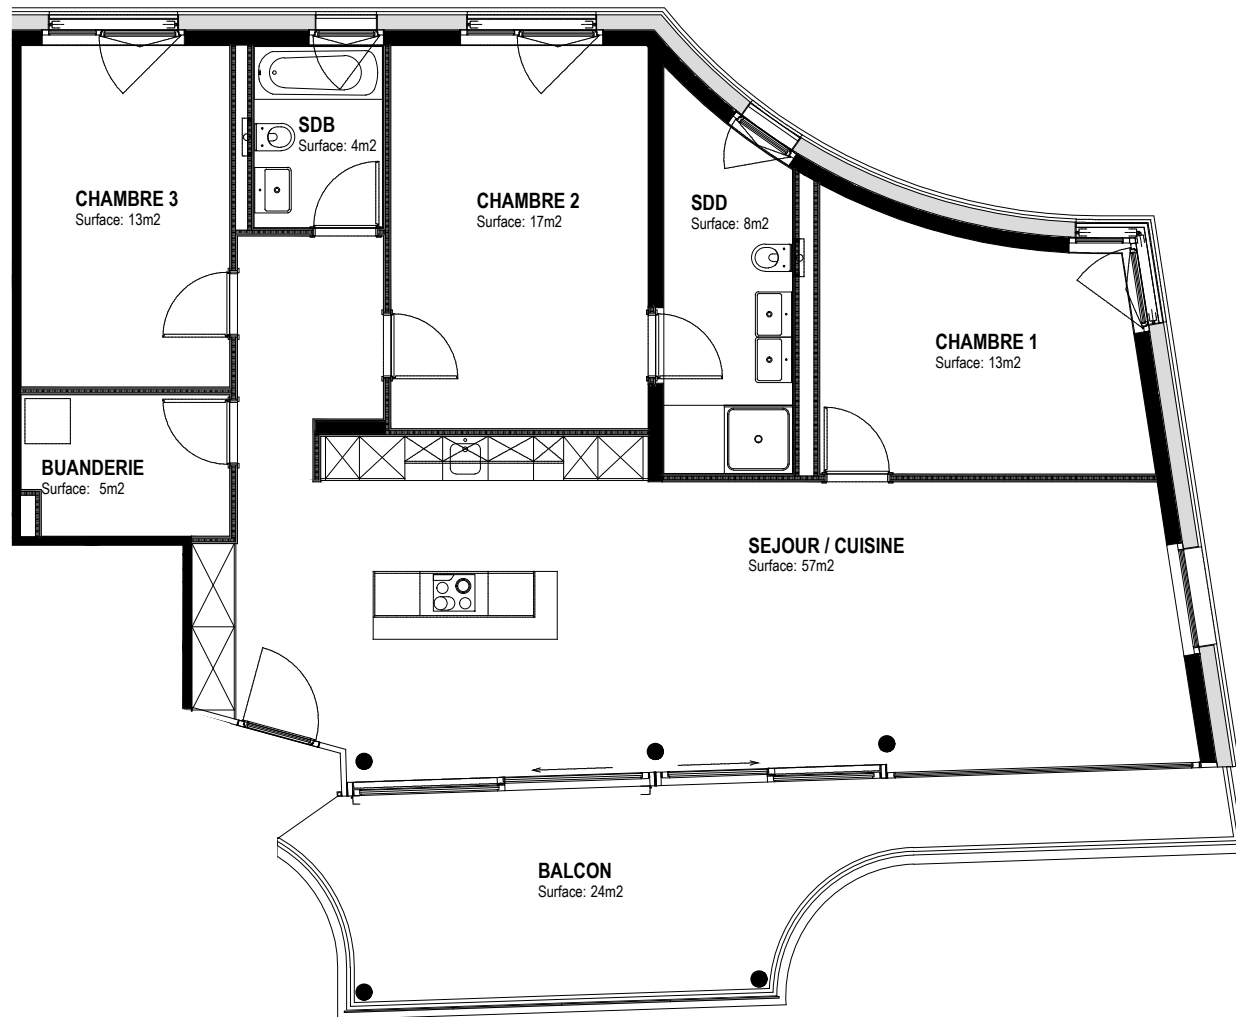 SDB
Surface: 4m2
CHAMBRE 3
Surface: 13m2
CHAMBRE 2
Surface: 17m2
SDD
Surface: 8m2
CHAMBRE 1
Surface: 13m2
BUANDERIE
Surface: 5m2
SEJOUR / CUISINE
Surface: 57m2
BALCON
Surface: 24m2